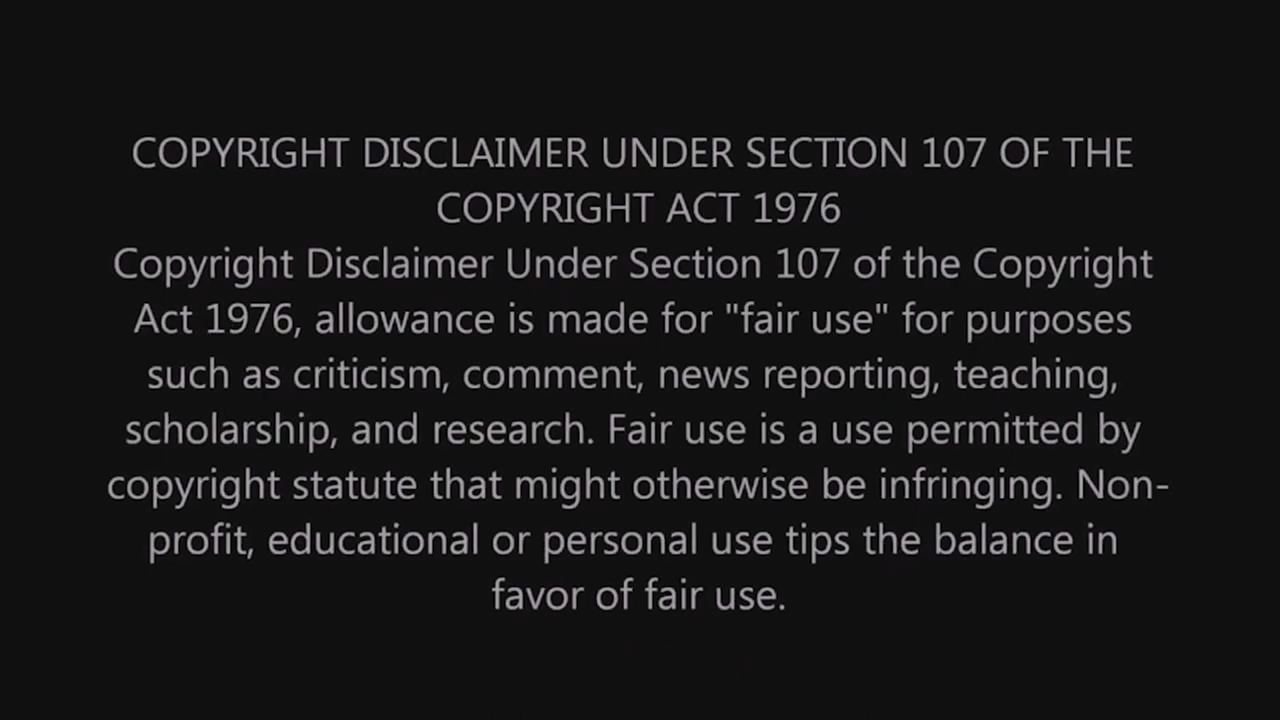 COPYRIGHT DISCLAIMER UNDER SECTION 107 OF THE
COPYRIGHT ACT 1976
Copyright Disclaimer Under Section 107 of the Copyright
Act 1976, allowance is made for "fair use" for purposes
such as criticism, comment, news reporting, teaching,
scholarship, and research. Fair use is a use permitted by
copyright statute that might otherwise be infringing. Non-
profit, educational or personal use tips the balance in
favor of fair use.